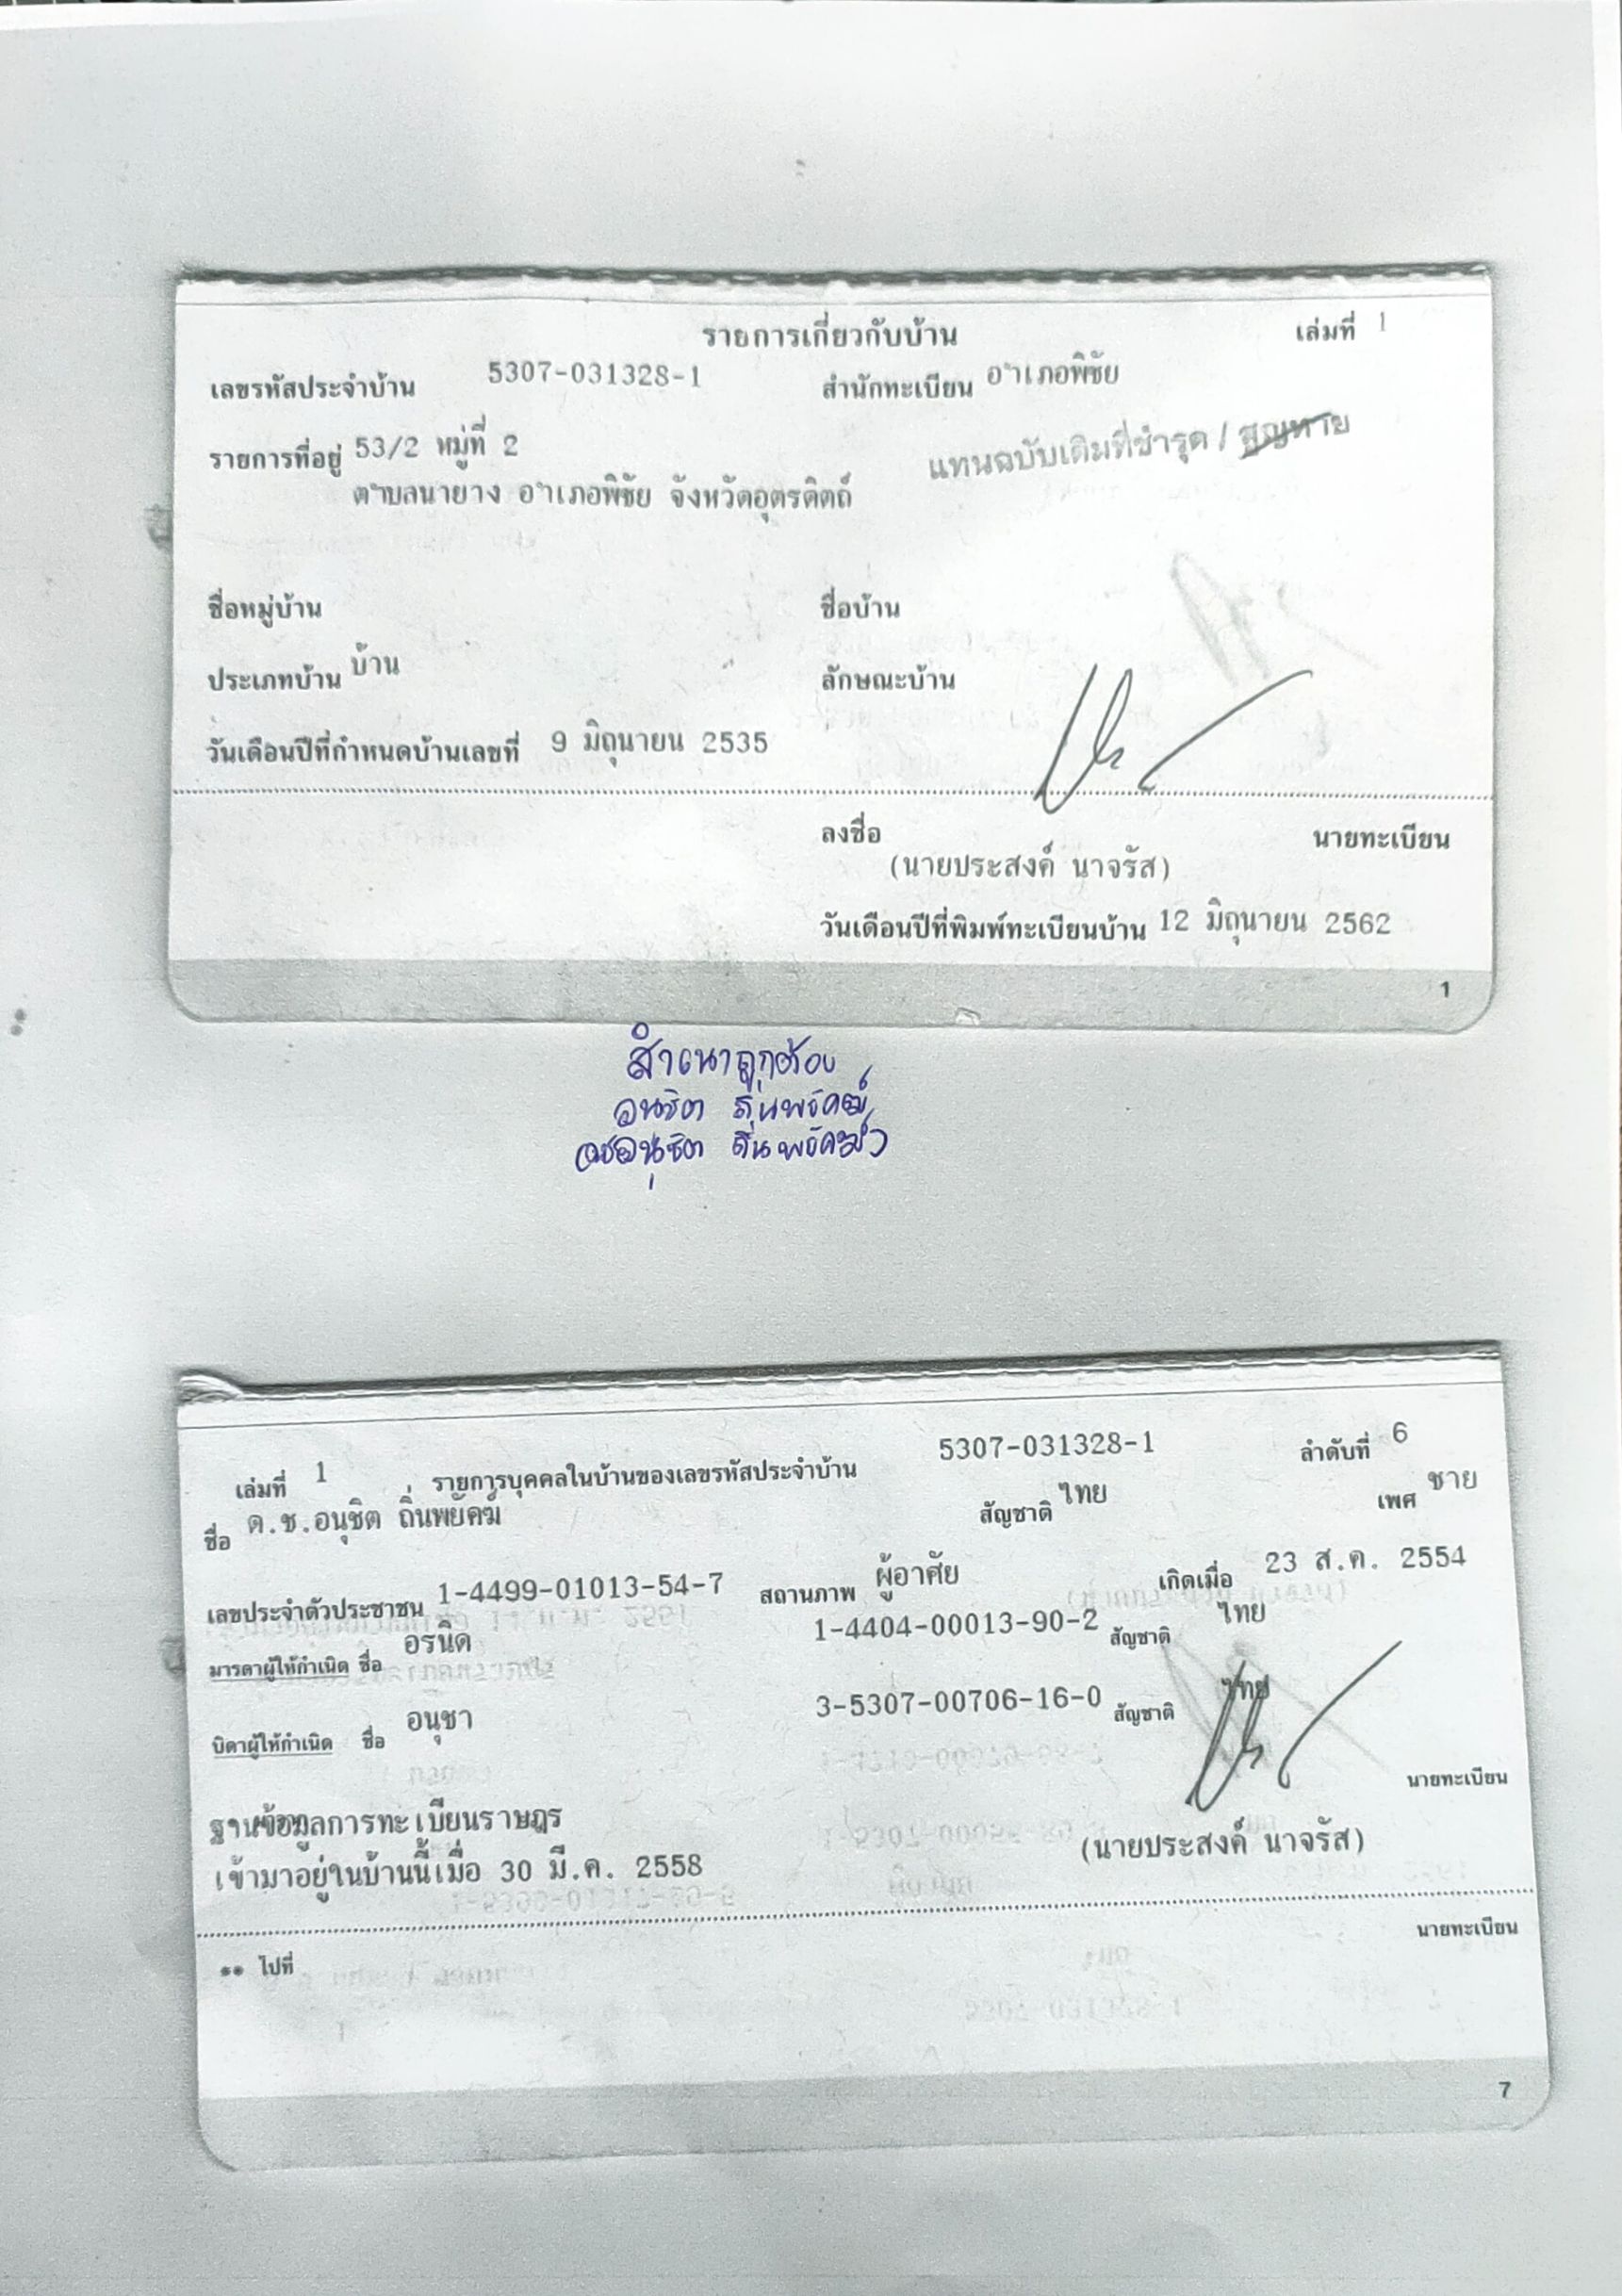 รายการเกี่ยวกับบ้าน เล่มที่ 1
เลขรหัสประจำบ้าน 5307-031328-1 สำนักทะเบียน อำเภอพิชัย
รายการที่อยู่ 53/2 หมู่ที่ 2
แทนฉบับเดิมที่ชำรุด / สูญหาย
ตำบลนายาง อำเภอพิชัย จังหวัดอุตรดิตถ์
ชื่อหมู่บ้าน ชื่อบ้าน
ประเภทบ้าน บ้าน ลักษณะบ้าน
วันเดือนปีที่กำหนดบ้านเลขที่ 9 มิถุนายน 2535
ลงชื่อ นายทะเบียน
(นายประสงค์ นาจรัส)
วันเดือนปีที่พิมพ์ทะเบียนบ้าน 12 มิถุนายน 2562
1
สำเนาถูกต้อง
อนุชิต ถิ่นพยัคฆ์
ถิ่นพยัคฆ์
เล่มที่ 1 รายการบุคคลในบ้านของเลขรหัสประจำบ้าน 5307-031328-1 ลำดับที่ 6
ชื่อ ด.ช.อนุชิต ถิ่นพยัคฆ์ สัญชาติ ไทย เพศ ชาย
เลขประจำตัวประชาชน 1-4499-01013-54-7 สถานภาพ ผู้อาศัย เกิดเมื่อ 23 ส.ค. 2554
มารดาผู้ให้กำเนิด ชื่อ อรนิด 1-4404-00013-90-2 สัญชาติ ไทย
บิดาผู้ให้กำเนิด ชื่อ อนุชา 3-5307-00706-16-0 สัญชาติ ไทย
นายทะเบียน
ฐานข้อมูลการทะเบียนราษฎร
(นายประสงค์ นาจรัส)
เข้ามาอยู่ในบ้านนี้เมื่อ 30 มี.ค. 2558
นายทะเบียน
** ไปที่
7